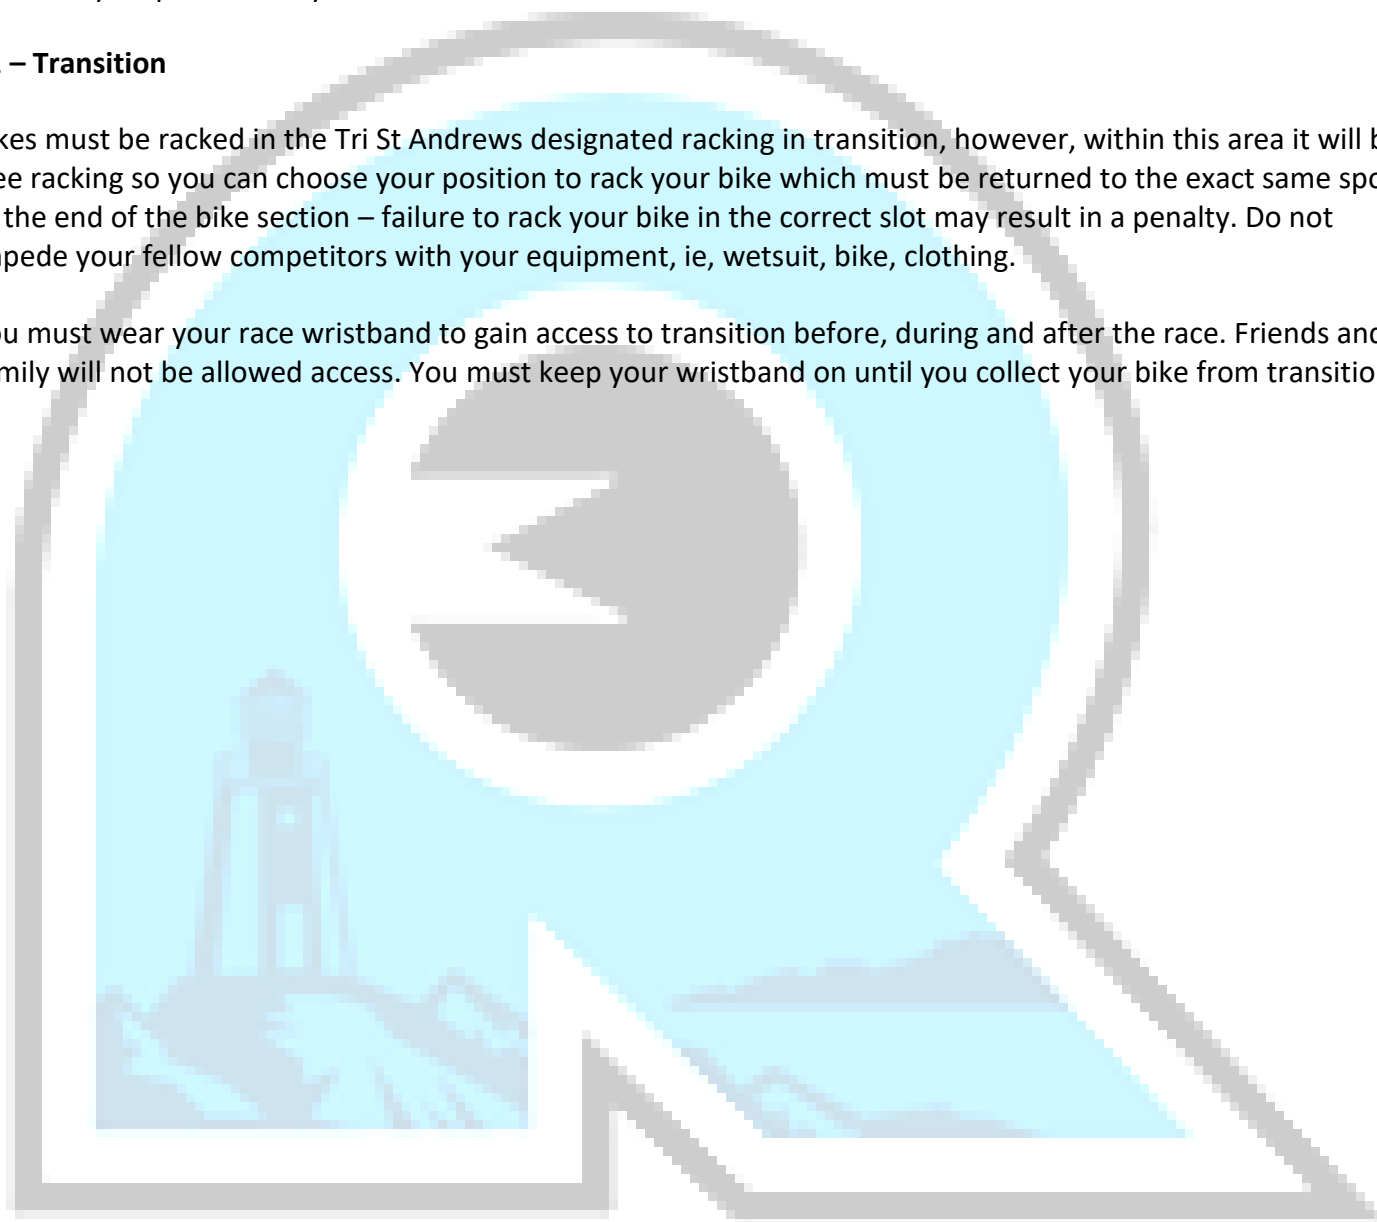 – Transition
kes must be racked in the Tri St Andrews designated racking in transition, however, within this area it will b
ee racking so you can choose your position to rack your bike which must be returned to the exact same spo
the end of the bike section – failure to rack your bike in the correct slot may result in a penalty. Do not
pede your fellow competitors with your equipment, ie, wetsuit, bike, clothing.
ou must wear your race wristband to gain access to transition before, during and after the race. Friends and
mily will not be allowed access. You must keep your wristband on until you collect your bike from transitio